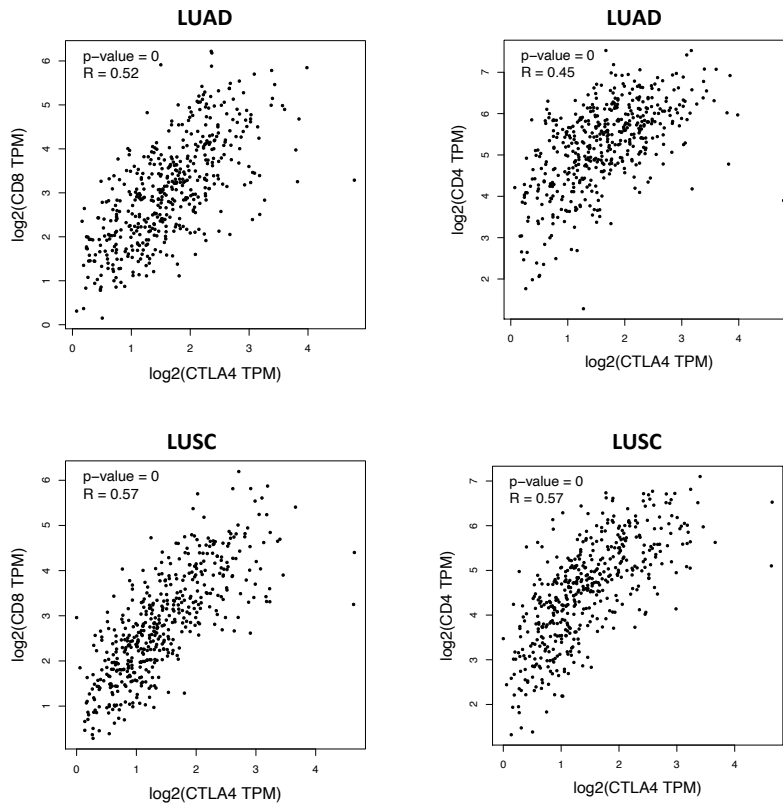 LUAD
p-value = 0
R = 0.52
log2(CD8 TPM)
0
1
2
3
4
5
6
0 1 2 3 4
log2(CTLA4 TPM)
LUAD
p-value = 0
R = 0.45
log2(CD4 TPM)
2
3
4
5
6
7
0 1 2 3 4
log2(CTLA4 TPM)
LUSC
p-value = 0
R = 0.57
log2(CD8 TPM)
1
2
3
4
5
6
0 1 2 3 4
log2(CTLA4 TPM)
LUSC
p-value = 0
R = 0.57
log2(CD4 TPM)
2
3
4
5
6
7
0 1 2 3 4
log2(CTLA4 TPM)